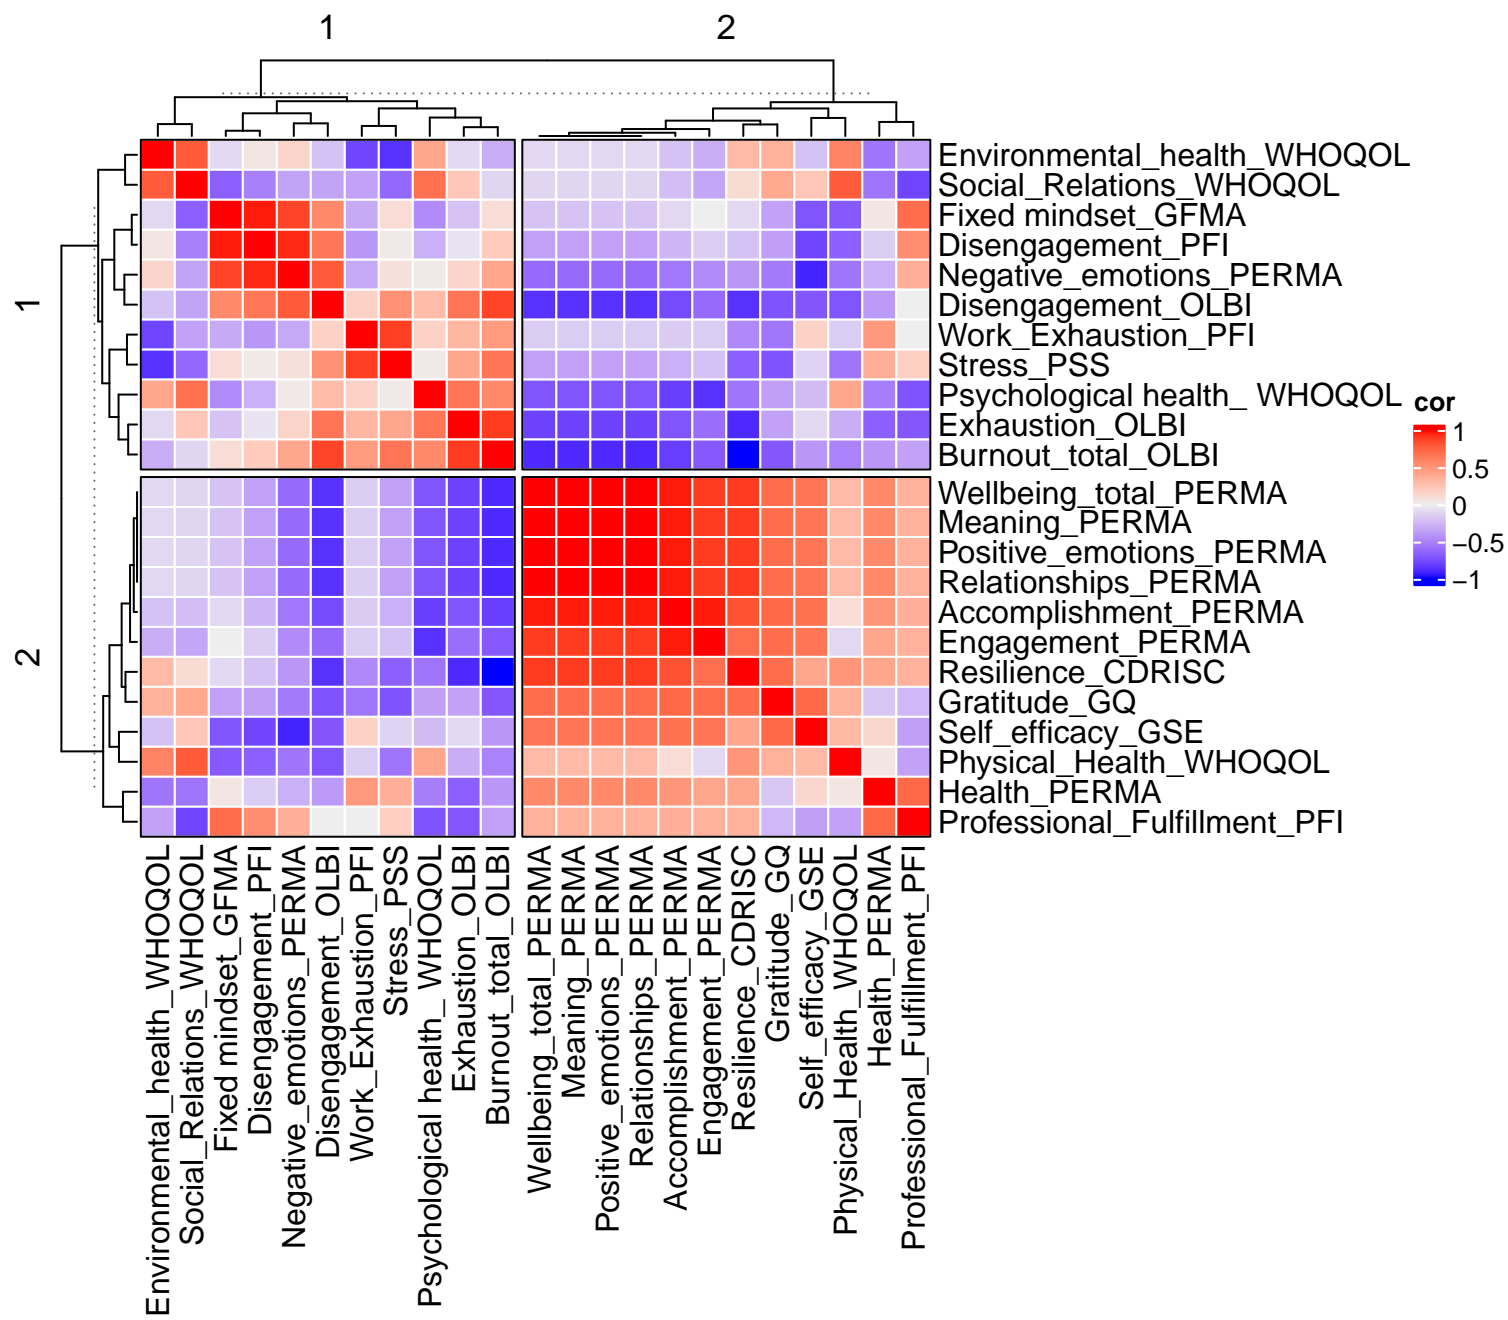 1
2
1
2
Environmental_health_WHOQOL
Social_Relations_WHOQOL
Fixed mindset_GFMA
Disengagement_PFI
Negative_emotions_PERMA
Disengagement_OLBI
Work_Exhaustion_PFI
Stress_PSS
Psychological health_ WHOQOL
Exhaustion_OLBI
Burnout_total_OLBI
Wellbeing_total_PERMA
Meaning_PERMA
Positive_emotions_PERMA
Relationships_PERMA
Accomplishment_PERMA
Engagement_PERMA
Resilience_CDRISC
Gratitude_GQ
Self_efficacy_GSE
Physical_Health_WHOQOL
Health_PERMA
Professional_Fulfillment_PFI
cor
1
0.5
0
−0.5
−1
Environmental_health_WHOQOL
Social_Relations_WHOQOL
Fixed mindset_GFMA
Disengagement_PFI
Negative_emotions_PERMA
Disengagement_OLBI
Work_Exhaustion_PFI
Stress_PSS
Psychological health_ WHOQOL
Exhaustion_OLBI
Burnout_total_OLBI
Wellbeing_total_PERMA
Meaning_PERMA
Positive_emotions_PERMA
Relationships_PERMA
Accomplishment_PERMA
Engagement_PERMA
Resilience_CDRISC
Gratitude_GQ
Self_efficacy_GSE
Physical_Health_WHOQOL
Health_PERMA
Professional_Fulfillment_PFI